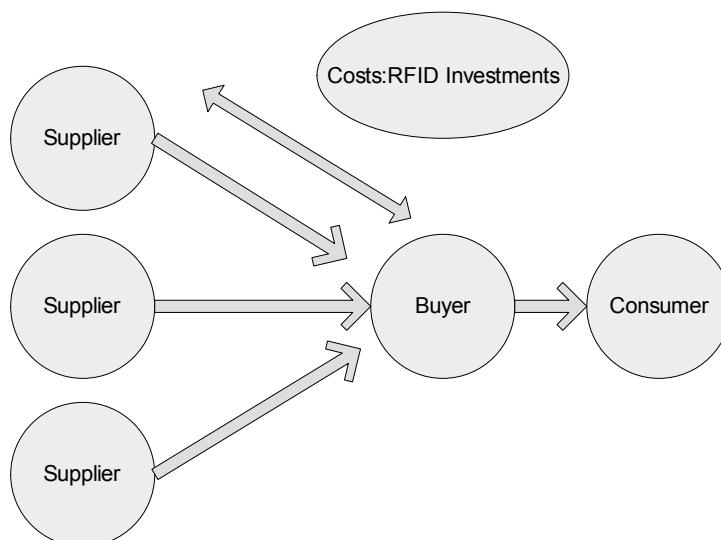 Costs:RFID Investments
Supplier
Supplier
Buyer
Consumer
Supplier